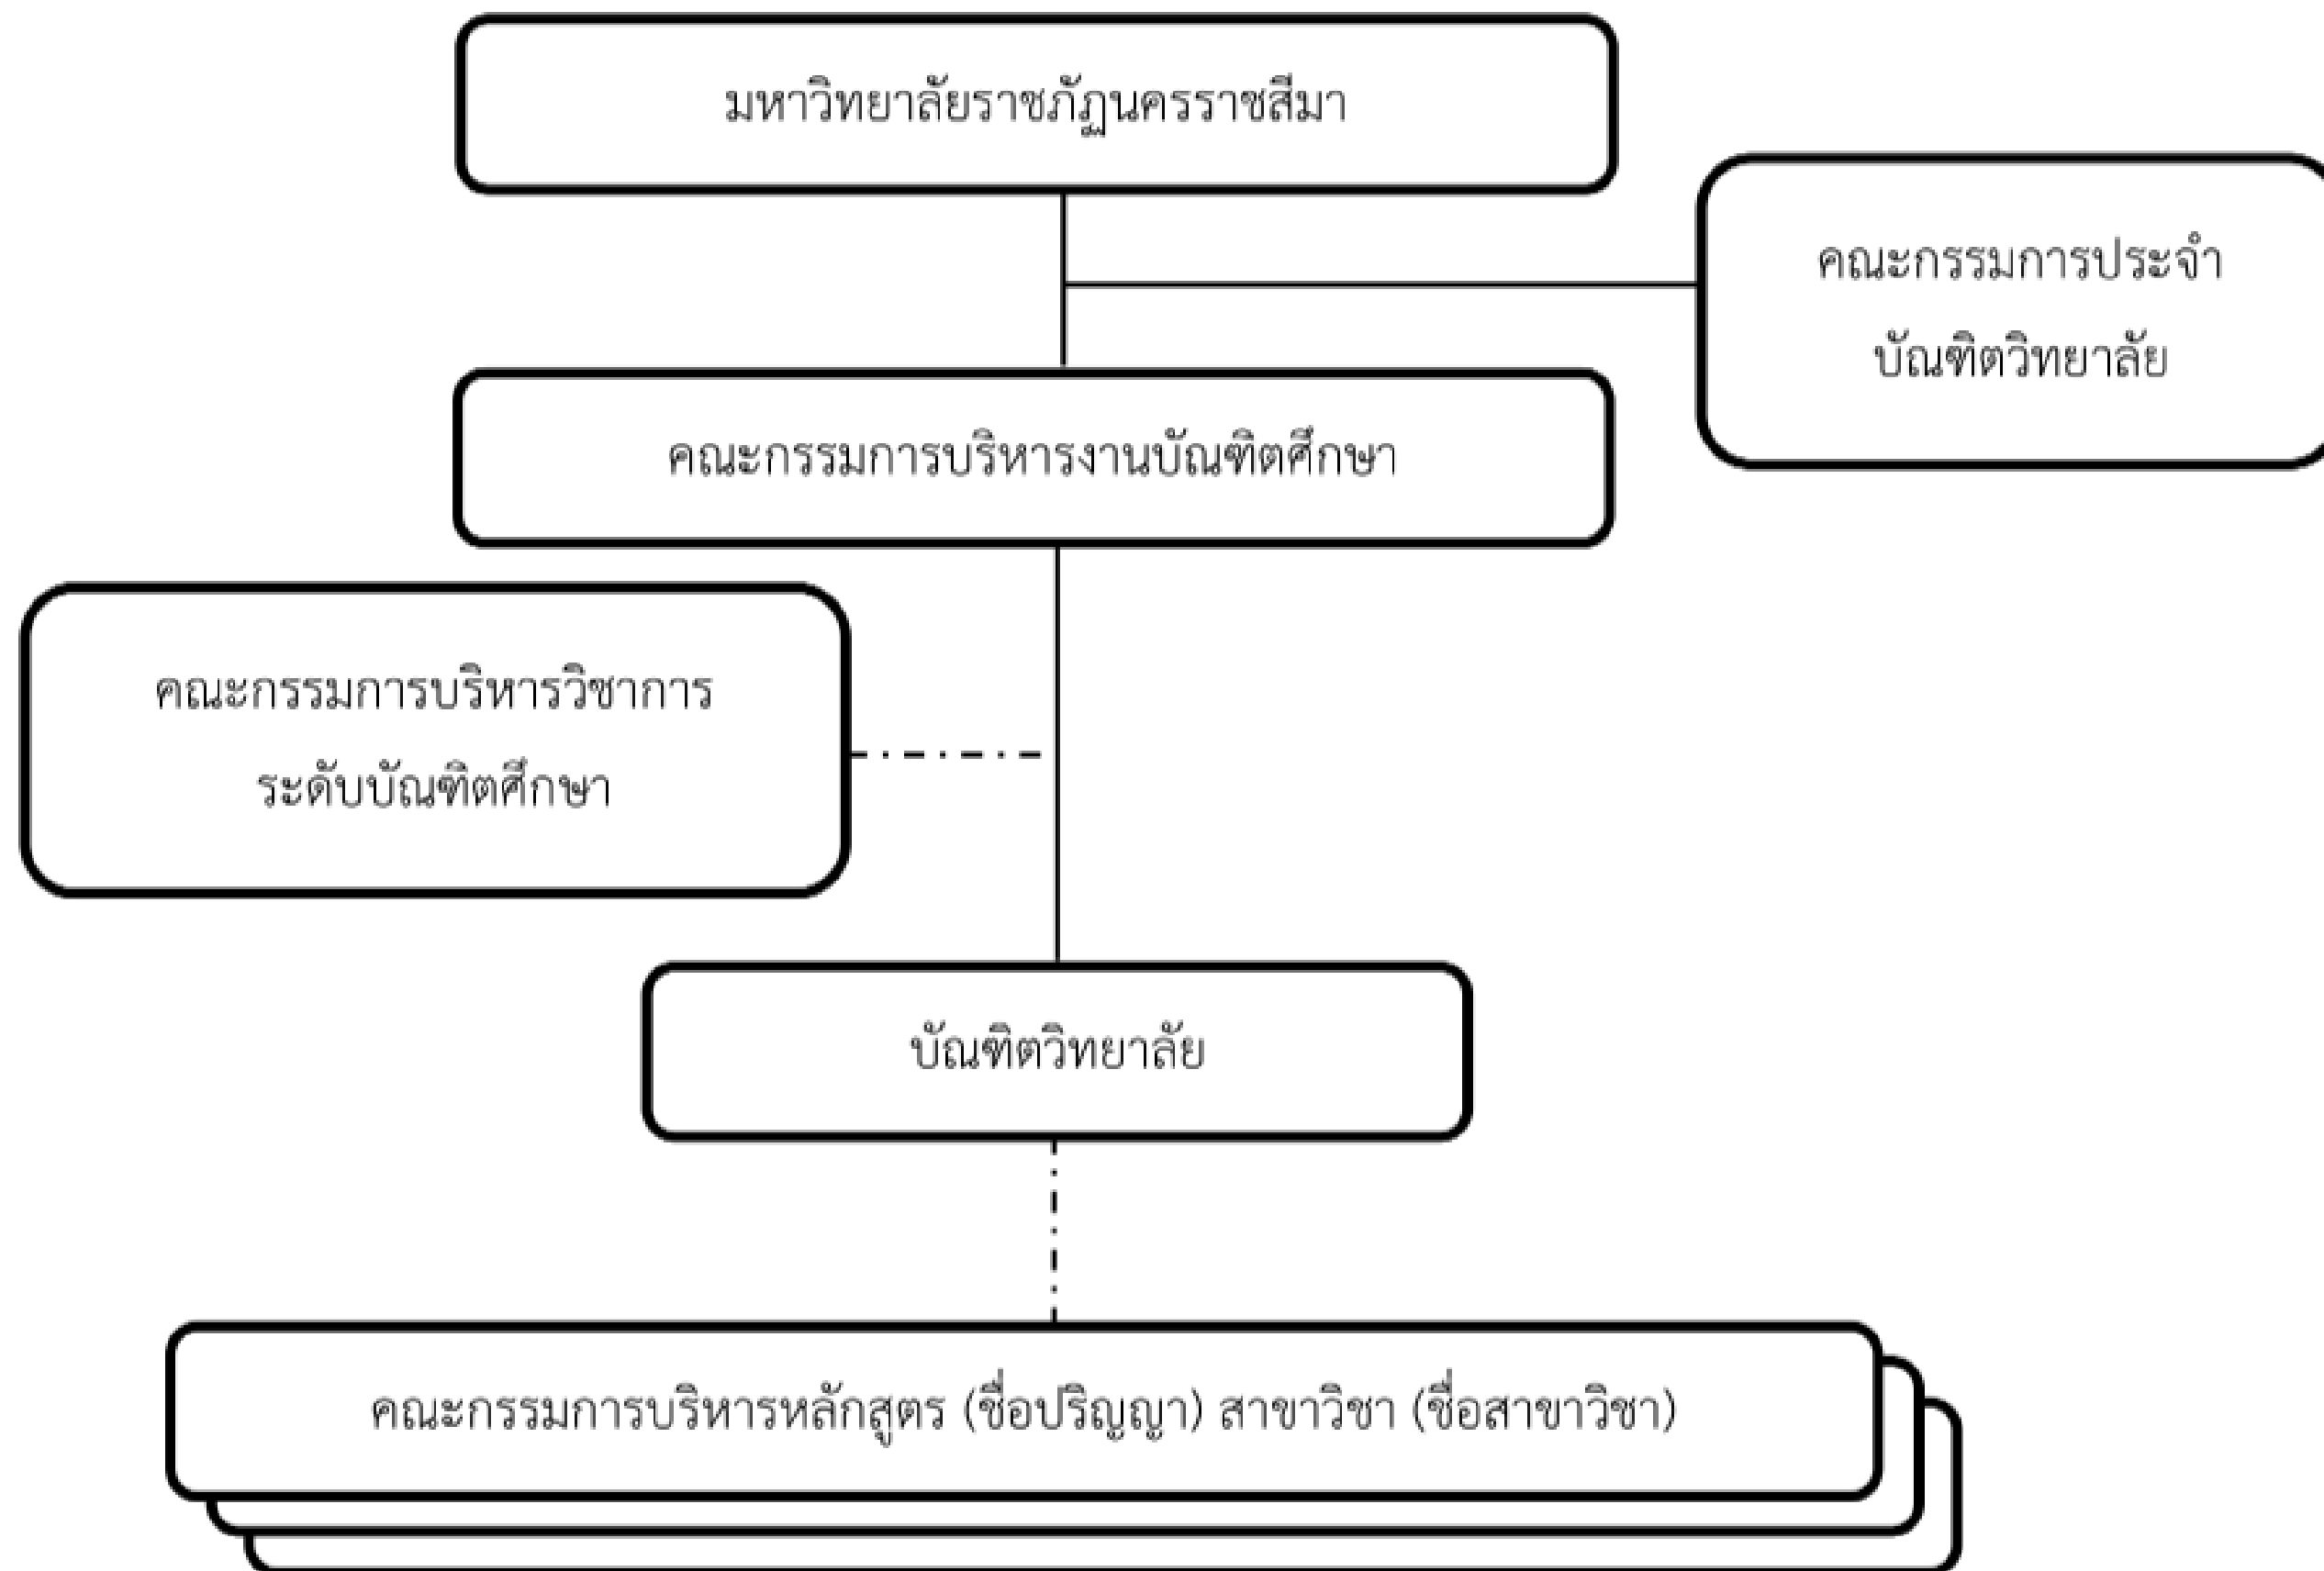 มหาวิทยาลัยราชภัฏนครราชสีมา
คณะกรรมการประจำ
บัณฑิตวิทยาลัย
คณะกรรมการบริหารงานบัณฑิตศึกษา
คณะกรรมการบริหารวิชาการ
ระดับบัณฑิตศึกษา
บัณฑิตวิทยาลัย
คณะกรรมการบริหารหลักสูตร (ชื่อปริญญา) สาขาวิชา (ชื่อสาขาวิชา)